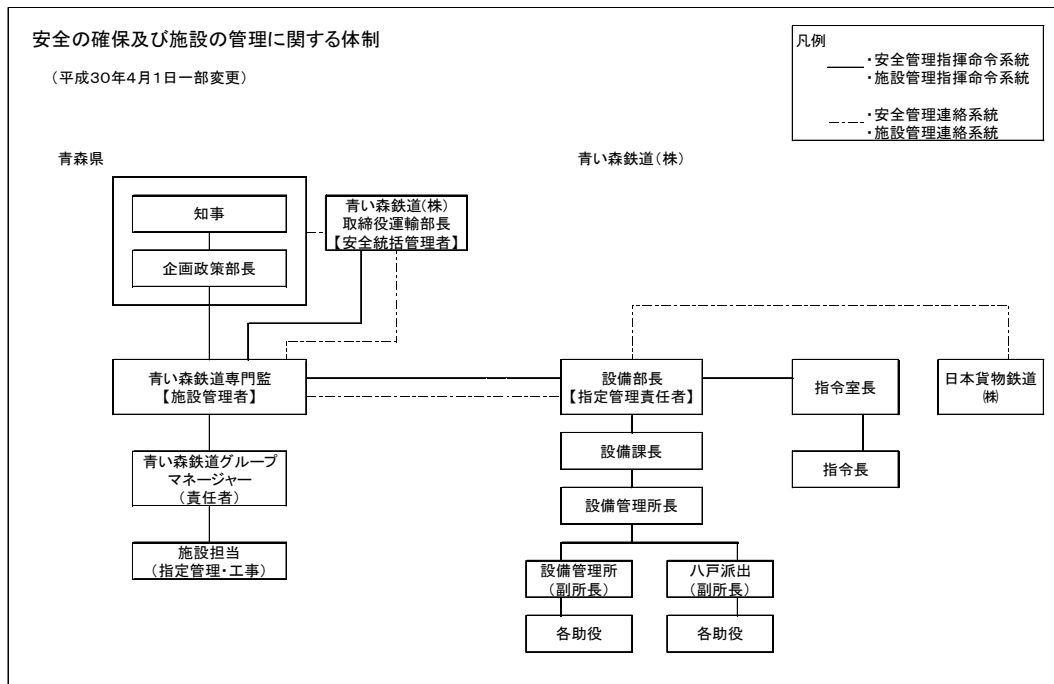 安全の確保及び施設の管理に関する体制
（平成30年4月1日一部変更）
凡例
・安全管理指揮命令系統
・施設管理指揮命令系統
・安全管理連絡系統
・施設管理連絡系統
青森県
青い森鉄道（株）
知事
企画政策部長
青い森鉄道（株）
取締役運輸部長
【安全統括管理者】
青い森鉄道専門監
【施設管理者】
設備部長
【指定管理責任者】
指令室長
日本貨物鉄道
㈱
青い森鉄道グループ
マネージャー
（責任者）
設備課長
指令長
設備管理所長
施設担当
（指定管理・工事）
設備管理所
（副所長）
八戸派出
（副所長）
各助役
各助役